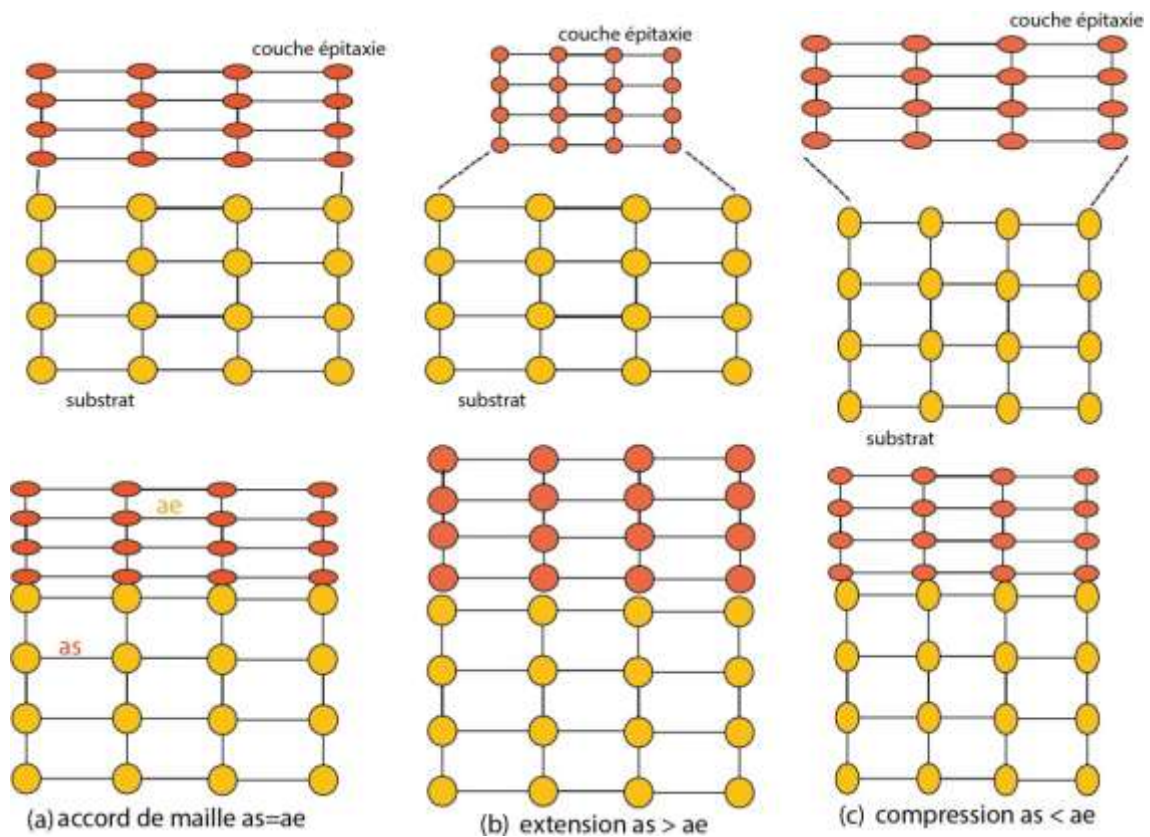 couche épitaxie
couche épitaxie
couche épitaxie
substrat
substrat
substrat
ae
as
(a) accord de maille as=ae
(b) extension as > ae
(c) compression as < ae